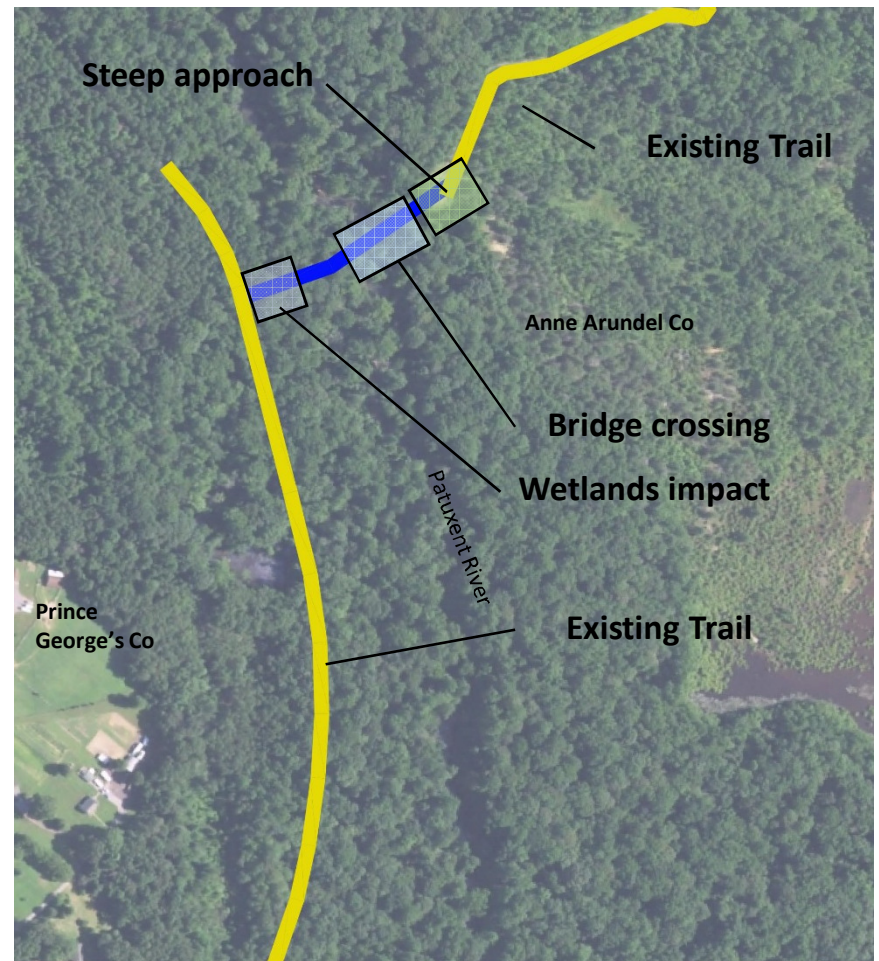 Steep approach
Existing Trail
Anne Arundel Co
Bridge crossing
Wetlands impact
Patuxent River
Prince
George’s Co
Existing Trail